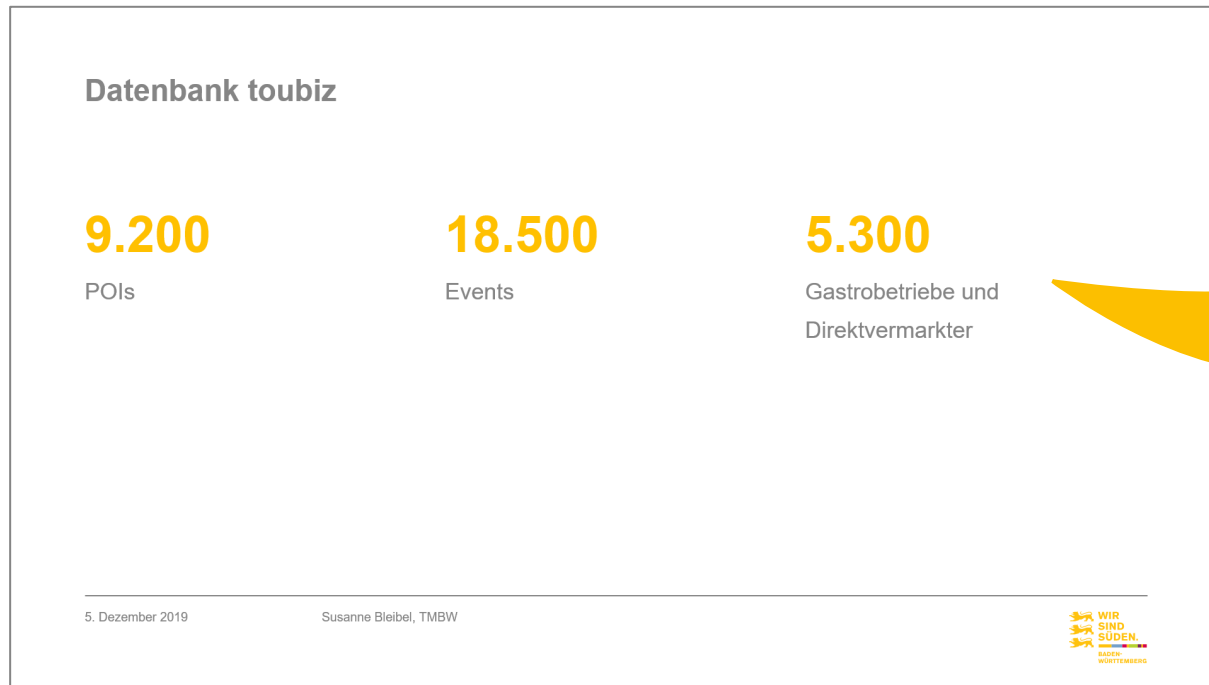 Datenbank toubiz
9.200
POIs
18.500
Events
5.300
Gastrobetriebe und
Direktvermarkter
5. Dezember 2019
Susanne Bleibel, TMBW
WIR
SIND
SÜDEN.
BADEN-
WÜRTTEMBERG